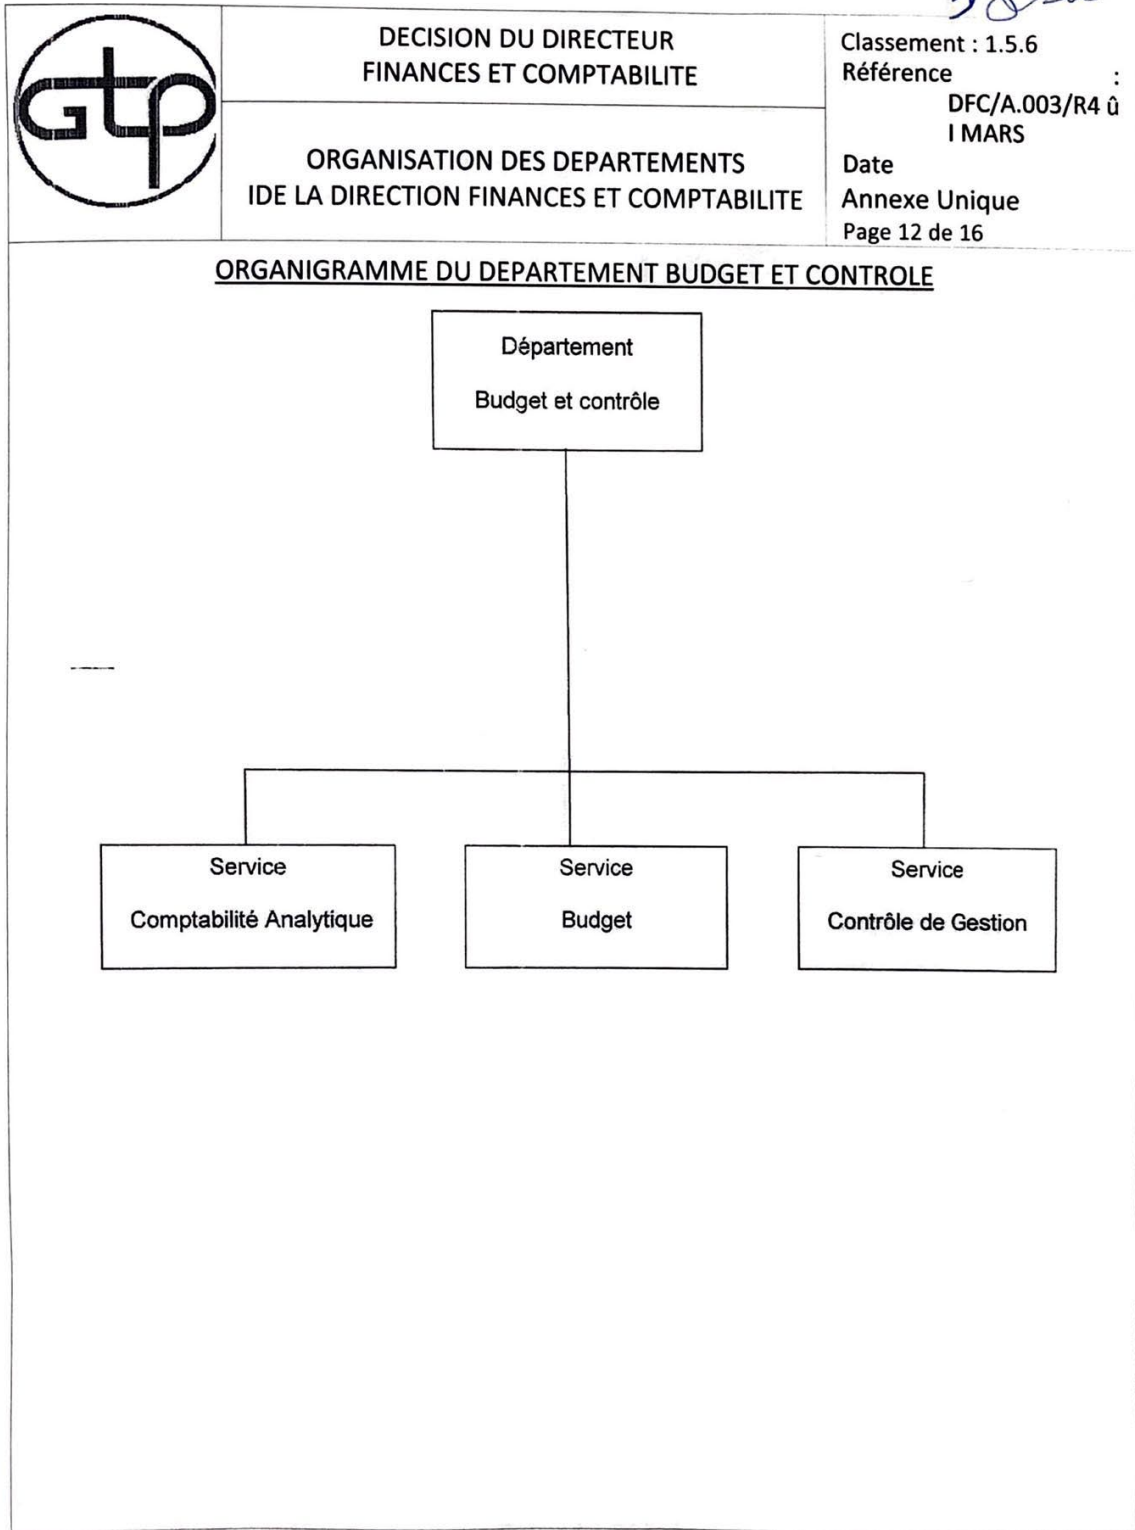 Gtp
DECISION DU DIRECTEUR
FINANCES ET COMPTABILITE
ORGANISATION DES DEPARTEMENTS
IDE LA DIRECTION FINANCES ET COMPTABILITE
Classement : 1.5.6
Référence :
DFC/A.003/R4 û
I MARS
Date
Annexe Unique
Page 12 de 16
ORGANIGRAMME DU DEPARTEMENT BUDGET ET CONTROLE
Département
Budget et contrôle
Service
Comptabilité Analytique
Service
Budget
Service
Contrôle de Gestion